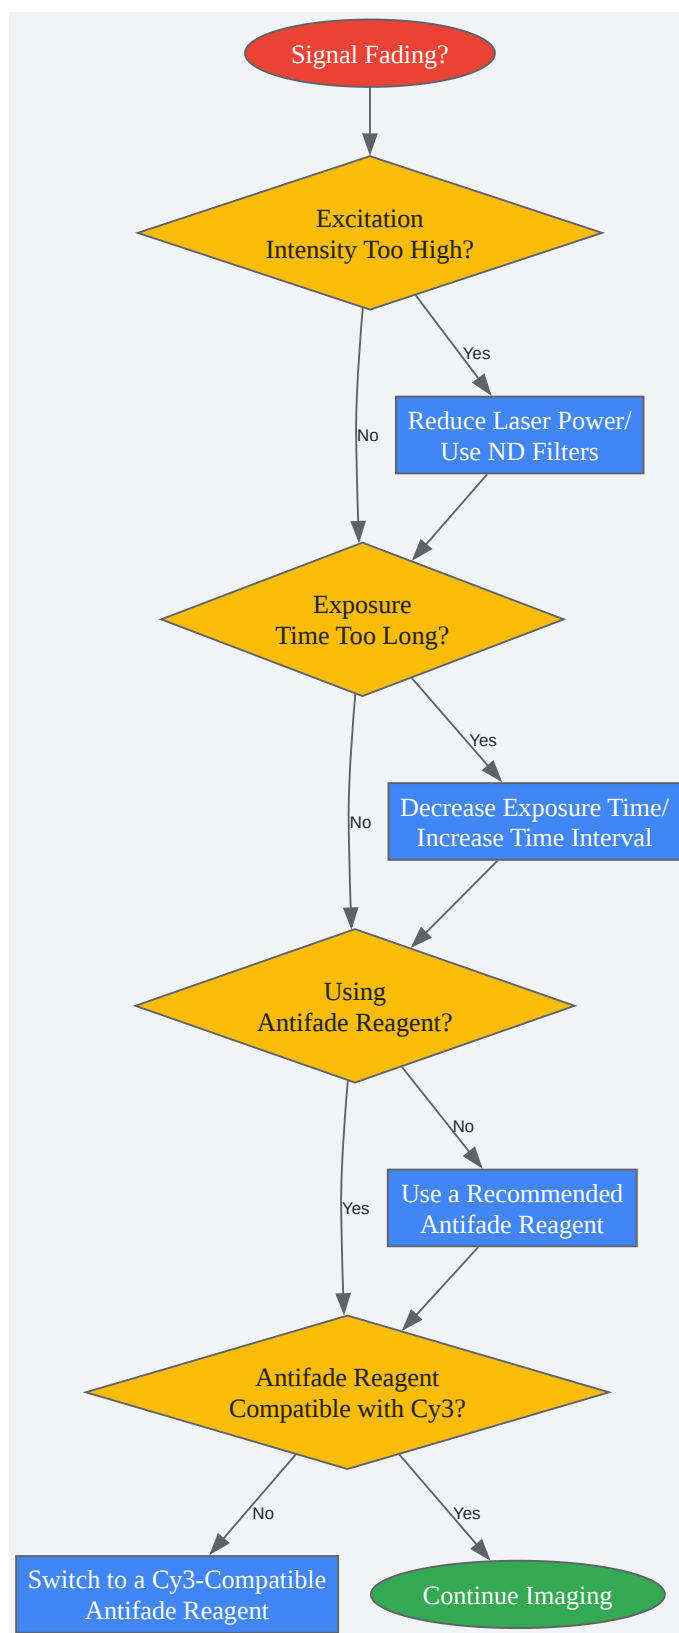 Signal Fading?
Excitation
Intensity Too High?
Yes
Reduce Laser Power/
Use ND Filters
No
Exposure
Time Too Long?
Yes
Decrease Exposure Time/
Increase Time Interval
No
Using
Antifade Reagent?
No
Use a Recommended
Antifade Reagent
Yes
Antifade Reagent
Compatible with Cy3?
No
Yes
Switch to a Cy3-Compatible
Antifade Reagent
Continue Imaging